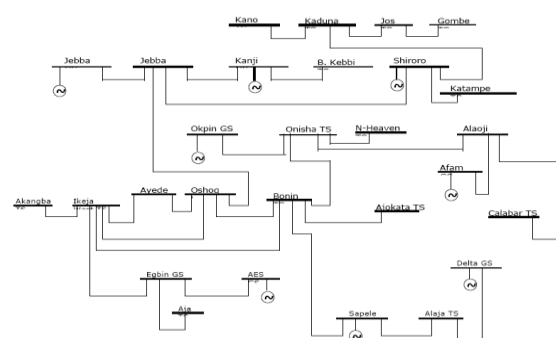 Kano
Kaduna
Jos
Gombe
Jebba
Jebba
Kanji
B. Kebbi
Shiroro
Katampe
Okpin GS
Onisha TS
N-Heaven
Alaoji
Afam
Akangba
Ikeja
Ayede
Oshog
Bonin
Ajokata TS
Calabar TS
Egbin GS
AES
Aja
Delta GS
Sapele
Alaja TS